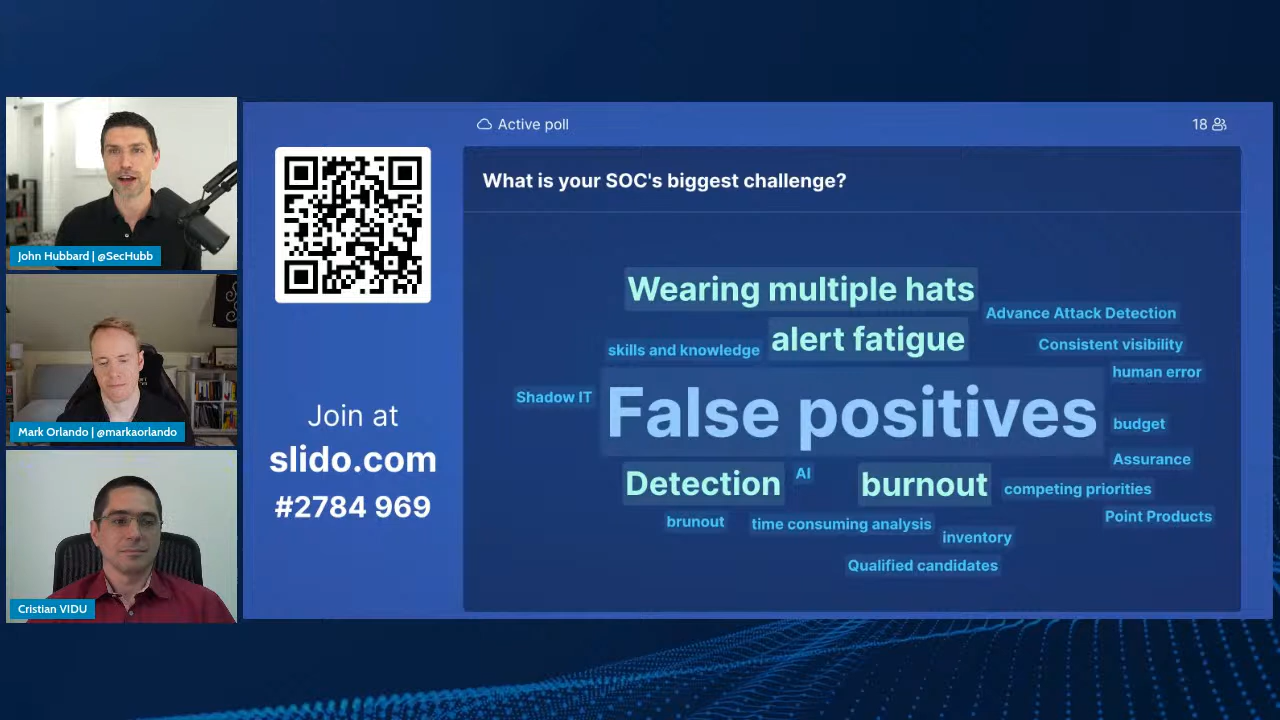 John Hubbard | @SecHubb
Mark Orlando | @markaorlando
Cristian VIDU
Join at
slido.com
#2784 969
Active poll
18
What is your SOC's biggest challenge?
Wearing multiple hats
Advance Attack Detection
skills and knowledge
alert fatigue
Consistent visibility
human error
Shadow IT
False positives
budget
Assurance
Detection
AI
burnout
competing priorities
Point Products
brunout
time consuming analysis
inventory
Qualified candidates